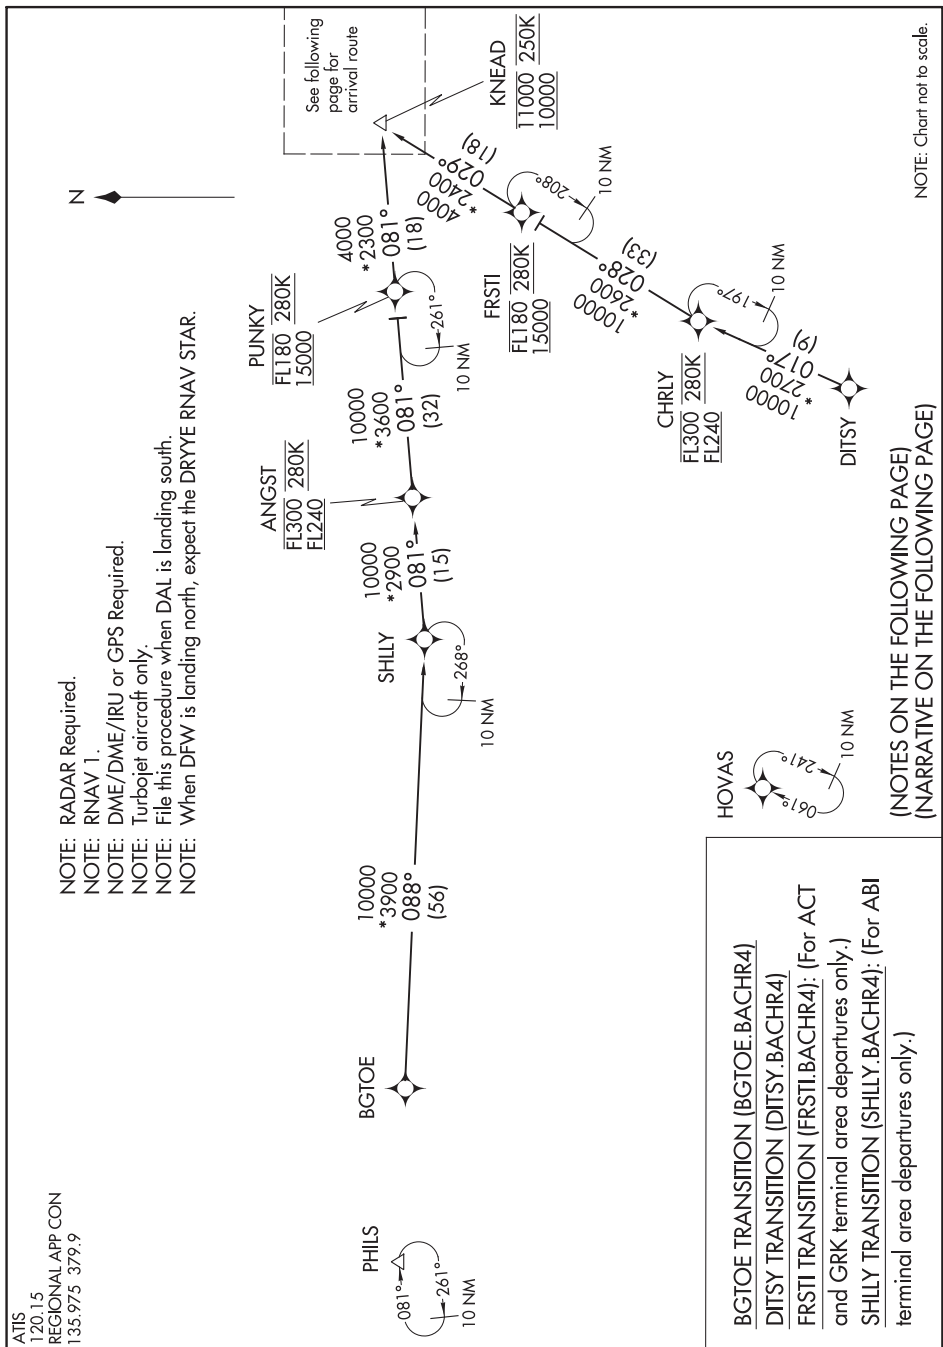 ATIS
120.15
REGIONAL APP CON
135.975 379.9
NOTE: RADAR Required.
NOTE: RNAV 1.
NOTE: DME/DME/IRU or GPS Required.
NOTE: Turbojet aircraft only.
NOTE: File this procedure when DAL is landing south.
NOTE: When DFW is landing north, expect the DRYYE RNAV STAR.
N
See following
page for
arrival route
KNEAD
11000 250K
10000
PHILS
081°
261°
10 NM
BGTOE
10000
*3900
088°
(56)
SHLLY
268°
10 NM
10000
*2900
081°
(15)
ANGST
FL300 280K
FL240
10000
*3600
081°
(32)
PUNKY
FL180 280K
15000
261°
10 NM
4000
*2300
081°
(18)
4000
*2400
029°
(18)
FRSTI
FL180 280K
15000
208°
10 NM
10000
*2600
028°
(33)
CHRLY
FL300 280K
FL240
197°
10 NM
10000
*2700
017°
(9)
DITSY
HOVAS
241°
061°
10 NM
BGTOE TRANSITION (BGTOE.BACHR4)
DITSY TRANSITION (DITSY.BACHR4)
FRSTI TRANSITION (FRSTI.BACHR4): (For ACT
and GRK terminal area departures only.)
SHLLY TRANSITION (SHLLY.BACHR4): (For ABI
terminal area departures only.)
(NOTES ON THE FOLLOWING PAGE)
(NARRATIVE ON THE FOLLOWING PAGE)
NOTE: Chart not to scale.